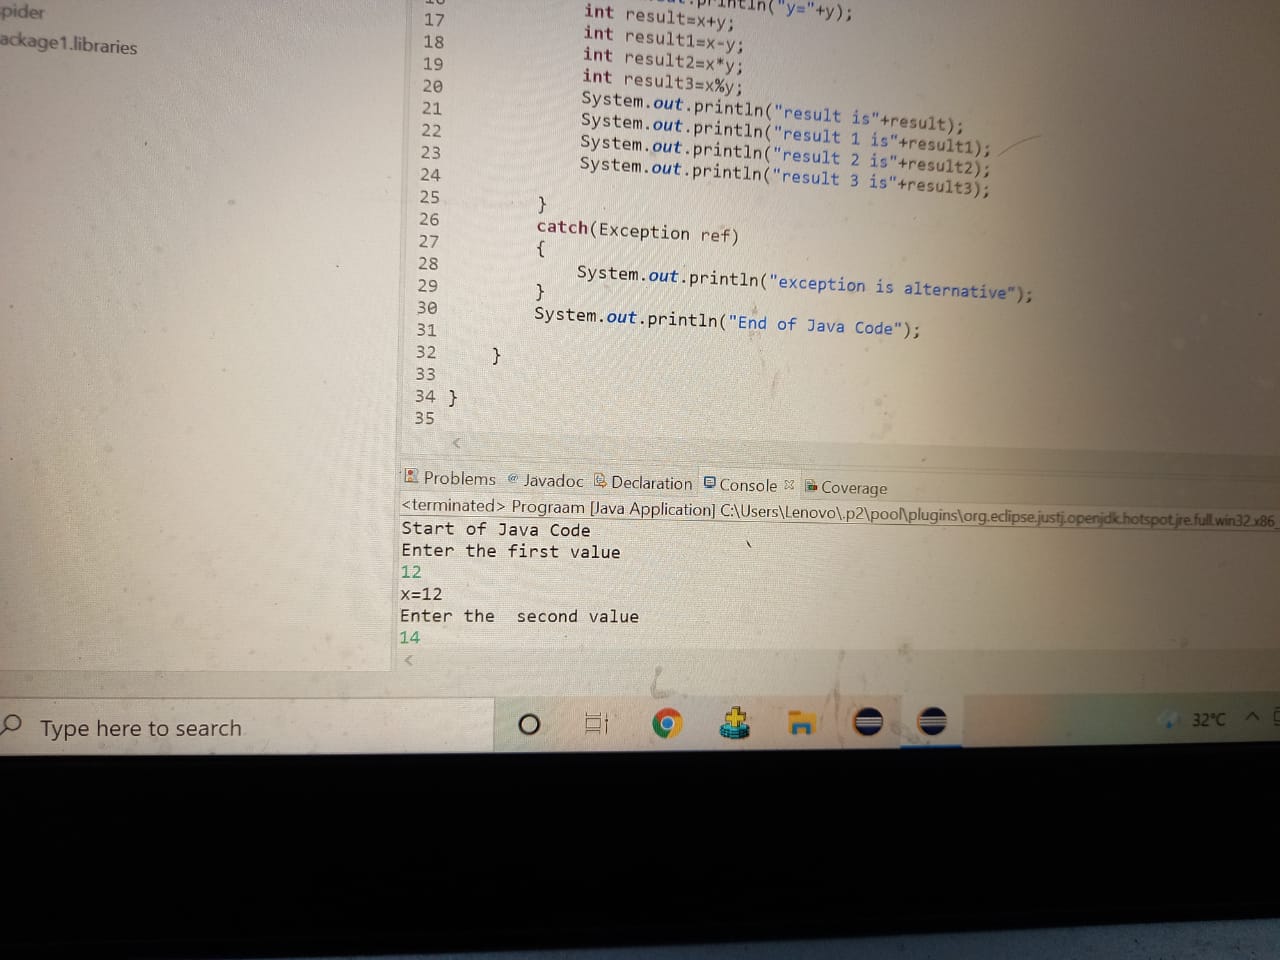 pider
ackage1.libraries
17
18
19
20
21
22
23
24
25
26
27
28
29
30
31
32
33
34
35
println("y="+y);
int result=x+y;
int result1=x-y;
int result2=x*y;
int result3=x%y;
System.out.println("result is"+result);
System.out.println("result 1 is"+result1);
System.out.println("result 2 is"+result2);
System.out.println("result 3 is"+result3);
}
catch(Exception ref)
{
System.out.println("exception is alternative");
}
System.out.println("End of Java Code");
}
}
Problems @ Javadoc Declaration Console Coverage
<terminated> Prograam [Java Application] C:\Users\Lenovo\.p2\pool\plugins\org.eclipse.justj.openjdk.hotspot.jre.full.win32.x86_
Start of Java Code
Enter the first value
12
x=12
Enter the  second value
14
Type here to search
32°C